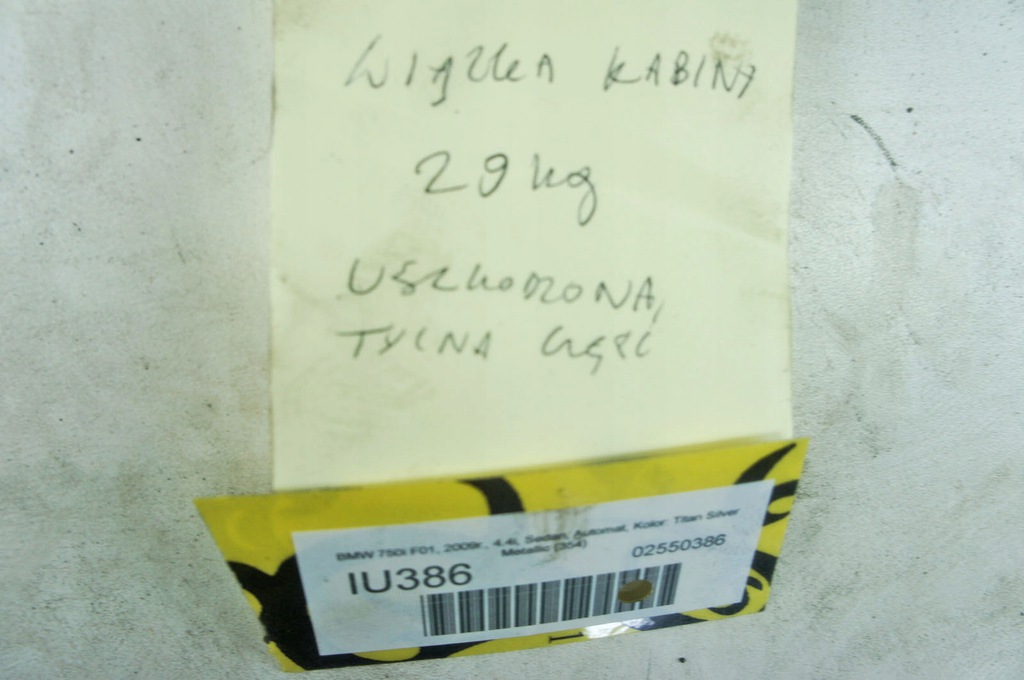 WIĄZKA KABINY
29 kg
USZKODZONA,
TYLNA CZĘŚĆ
BMW 750i F01, 2009r., 4.4i, Sedan, Automat, Kolor: Titan Silver
Metallic (354)
IU386 02550386